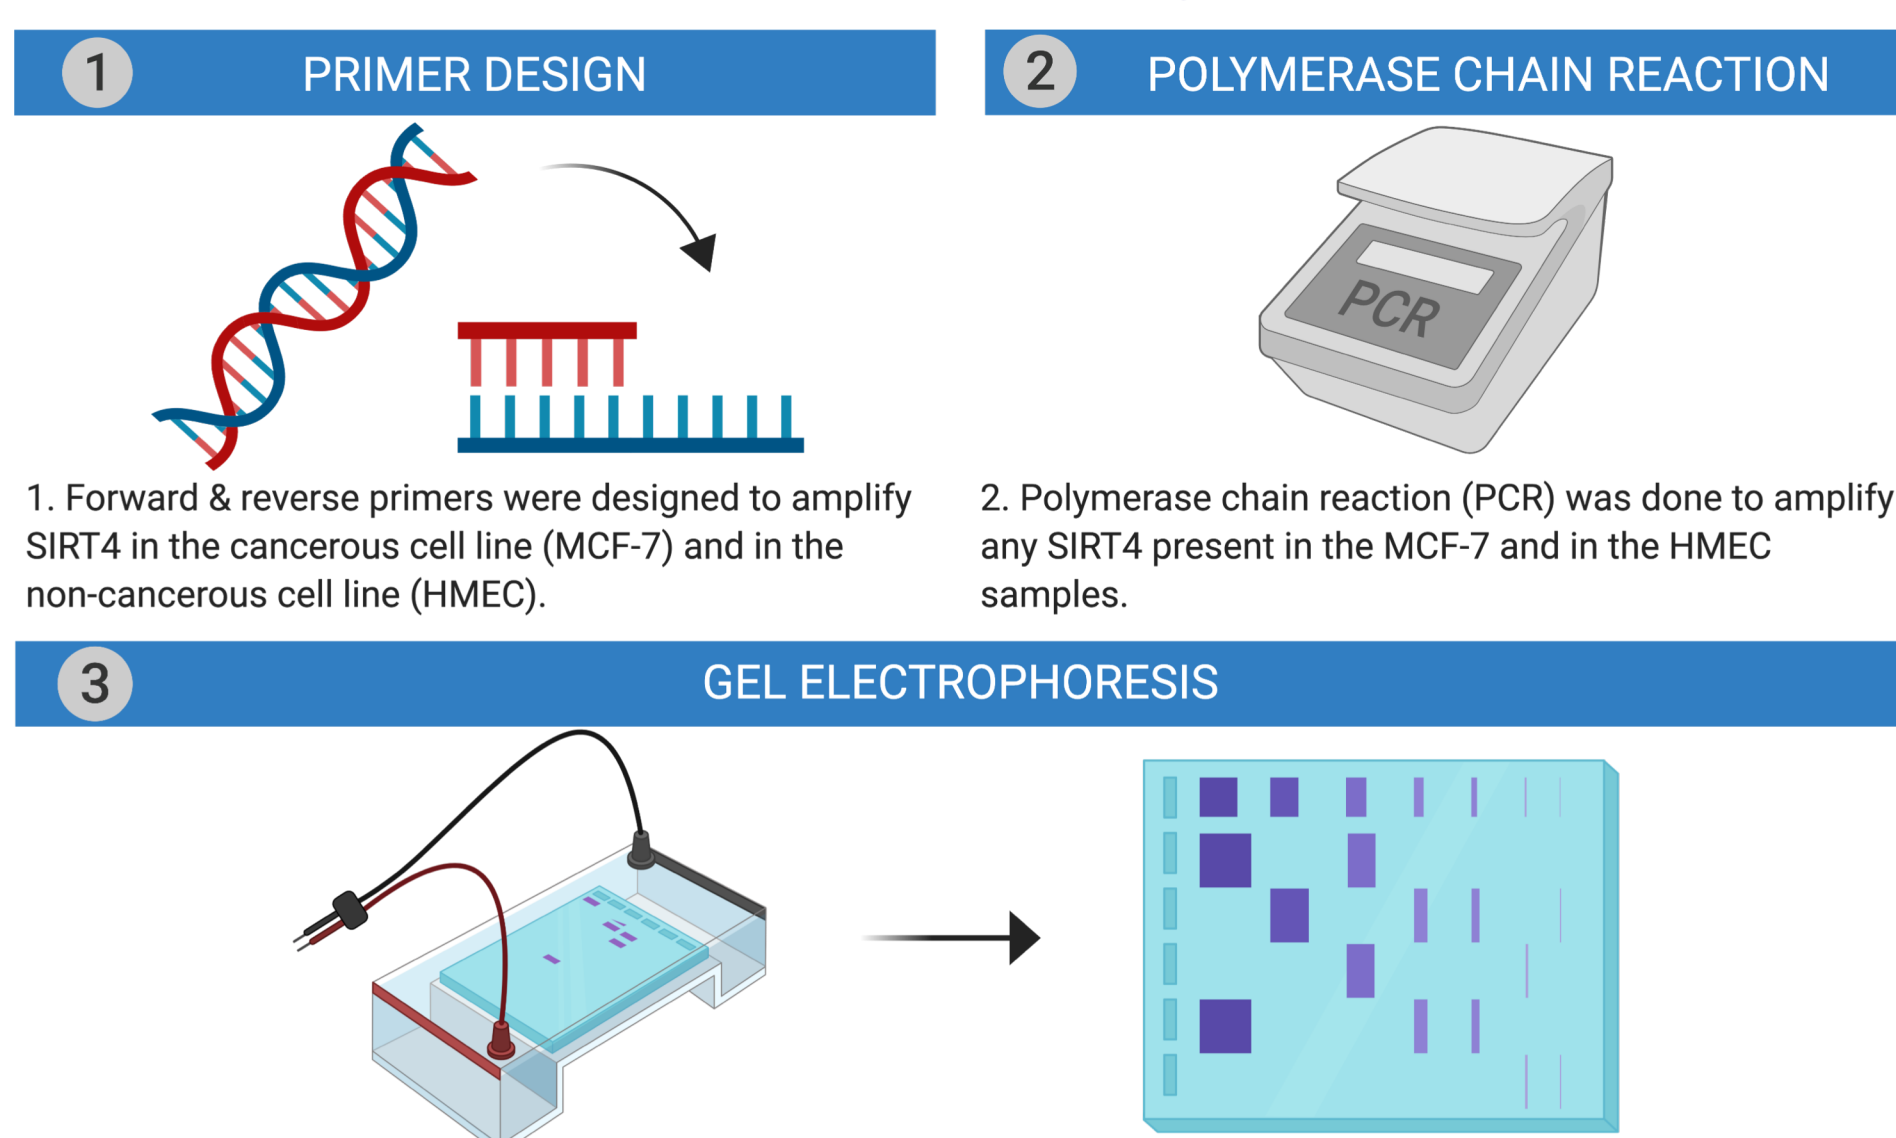 1 PRIMER DESIGN
2 POLYMERASE CHAIN REACTION
PCR
1. Forward & reverse primers were designed to amplify
SIRT4 in the cancerous cell line (MCF-7) and in the
non-cancerous cell line (HMEC).
2. Polymerase chain reaction (PCR) was done to amplify
any SIRT4 present in the MCF-7 and in the HMEC
samples.
3 GEL ELECTROPHORESIS